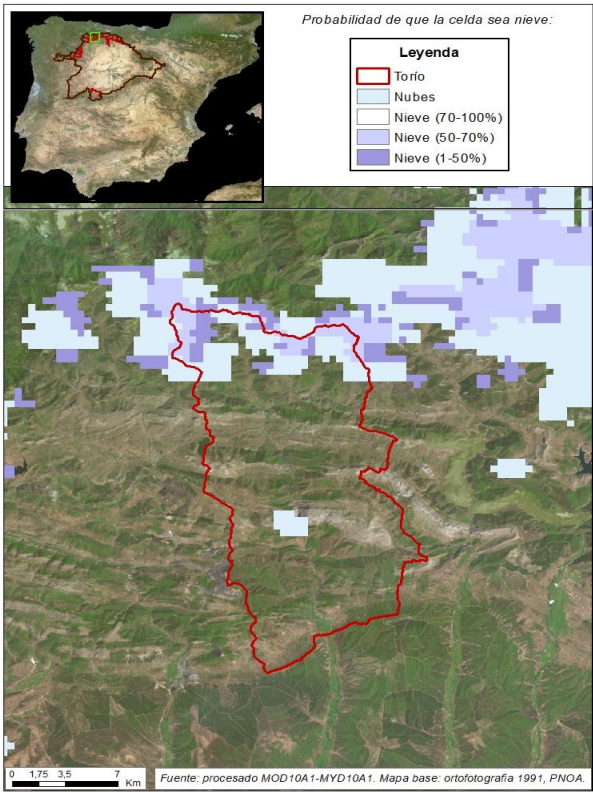 Probabilidad de que la celda sea nieve:
Leyenda
Torío
Nubes
Nieve (70-100%)
Nieve (50-70%)
Nieve (1-50%)
0 1,75 3,5 7
Km
Fuente: procesado MOD10A1-MYD10A1. Mapa base: ortofotografia 1991, PNOA.